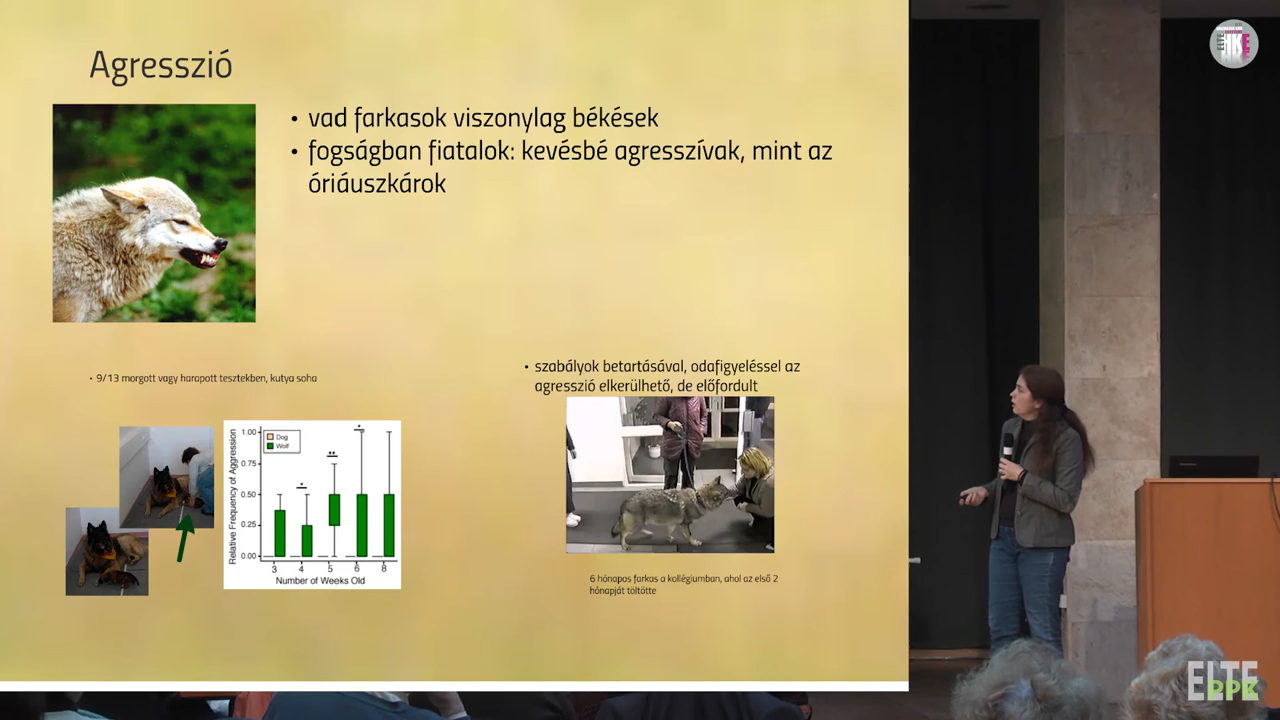 Agresszió
• vad farkasok viszonylag békések
• fogságban fiatalok: kevésbé agresszívak, mint az
óriáuszkárok
• 9/13 morgott vagy harapott tesztekben, kutya soha
• szabályok betartásával, odafigyeléssel az
agresszió elkerülhető, de előfordult
Relative Frequency of Aggression
1.00
0.75
0.50
0.25
0.00
Dog
Wolf
*
*
**
*
3 4 5 6 8
Number of Weeks Old
6 hónapos farkas a kollégiumban, ahol az első 2
hónapját töltötte
ELTE
HKE
ELTE
PPK